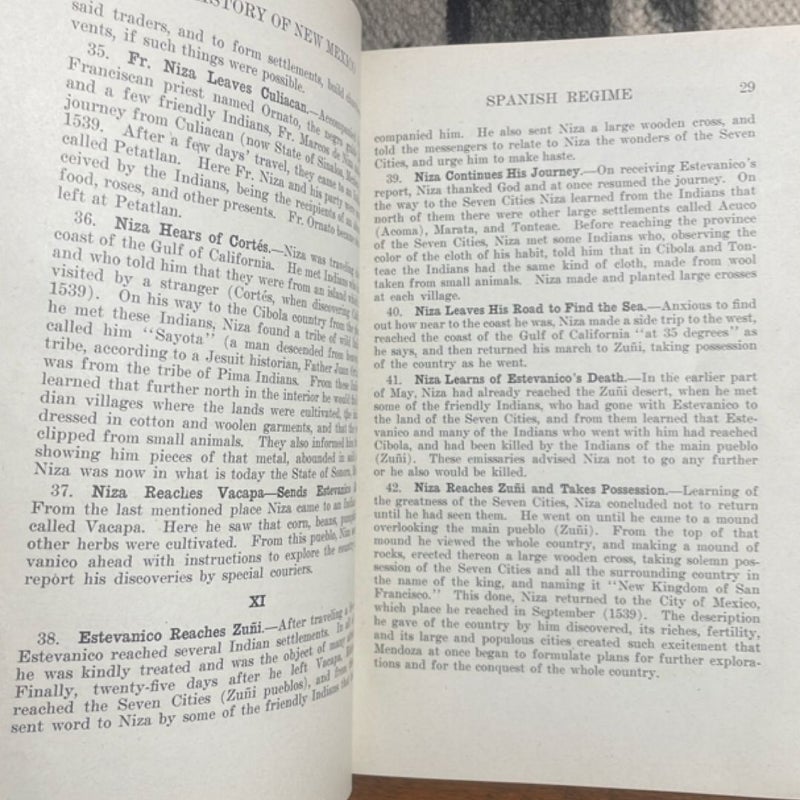 HISTORY OF NEW MEXICO
said traders, and to form settlements, build
vents, if such things were possible.
35. Fr. Niza Leaves Culiacan.—Accompanied
Franciscan priest named Ornato, the negro
and a few friendly Indians, Fr. Marcos de Niza
journey from Culiacan (now State of Sinaloa,
1539. After a few days' travel, they came to an
called Petatlan. Here Fr. Niza and his party were
ceived by the Indians, being the recipients of
food, roses, and other presents. Fr. Ornato became
left at Petatlan.
36. Niza Hears of Cortés.—Niza was traveling
coast of the Gulf of California. He met Indians
and who told him that they were from an island
visited by a stranger (Cortés, when discovering
1539). On his way to the Cibola country from the
he met these Indians, Niza found a tribe of wild
called him "Sayota" (a man descended from
tribe, according to a Jesuit historian, Father Juan
was from the tribe of Pima Indians. From these
learned that further north in the interior he would
dian villages where the lands were cultivated, the
dressed in cotton and woolen garments, and that
clipped from small animals. They also informed
showing him pieces of that metal, abounded in
Niza was now in what is today the State of Sonora,
37. Niza Reaches Vacapa—Sends Estevanico
From the last mentioned place Niza came to an
called Vacapa. Here he saw that corn, beans,
other herbs were cultivated. From this pueblo, Niza
vanico ahead with instructions to explore the country
report his discoveries by special couriers.
XI
38. Estevanico Reaches Zuñi.—After traveling a
Estevanico reached several Indian settlements. In
he was kindly treated and was the object of many
Finally, twenty-five days after he left Vacapa,
reached the Seven Cities (Zuñi pueblos), and from
sent word to Niza by some of the friendly Indians that
SPANISH REGIME 29
companied him. He also sent Niza a large wooden cross, and
told the messengers to relate to Niza the wonders of the Seven
Cities, and urge him to make haste.
39. Niza Continues His Journey.—On receiving Estevanico's
report, Niza thanked God and at once resumed the journey. On
the way to the Seven Cities Niza learned from the Indians that
north of them there were other large settlements called Acuco
(Acoma), Marata, and Tonteac. Before reaching the province
of the Seven Cities, Niza met some Indians who, observing the
color of the cloth of his habit, told him that in Cibola and Ton-
teac the Indians had the same kind of cloth, made from wool
taken from small animals. Niza made and planted large crosses
at each village.
40. Niza Leaves His Road to Find the Sea.—Anxious to find
out how near to the coast he was, Niza made a side trip to the west,
reached the coast of the Gulf of California "at 35 degrees" as
he says, and then returned his march to Zuñi, taking possession
of the country as he went.
41. Niza Learns of Estevanico's Death.—In the earlier part
of May, Niza had already reached the Zuñi desert, when he met
some of the friendly Indians, who had gone with Estevanico to
the land of the Seven Cities, and from them learned that Este-
vanico and many of the Indians who went with him had reached
Cibola, and had been killed by the Indians of the main pueblo
(Zuñi). These emissaries advised Niza not to go any further
or he also would be killed.
42. Niza Reaches Zuñi and Takes Possession.—Learning of
the greatness of the Seven Cities, Niza concluded not to return
until he had seen them. He went on until he came to a mound
overlooking the main pueblo (Zuñi). From the top of that
mound he viewed the whole country, and making a mound of
rocks, erected thereon a large wooden cross, taking solemn pos-
session of the Seven Cities and all the surrounding country in
the name of the king, and naming it "New Kingdom of San
Francisco." This done, Niza returned to the City of Mexico,
which place he reached in September (1539). The description
he gave of the country by him discovered, its riches, fertility,
and its large and populous cities created such excitement that
Mendoza at once began to formulate plans for further explora-
tions and for the conquest of the whole country.